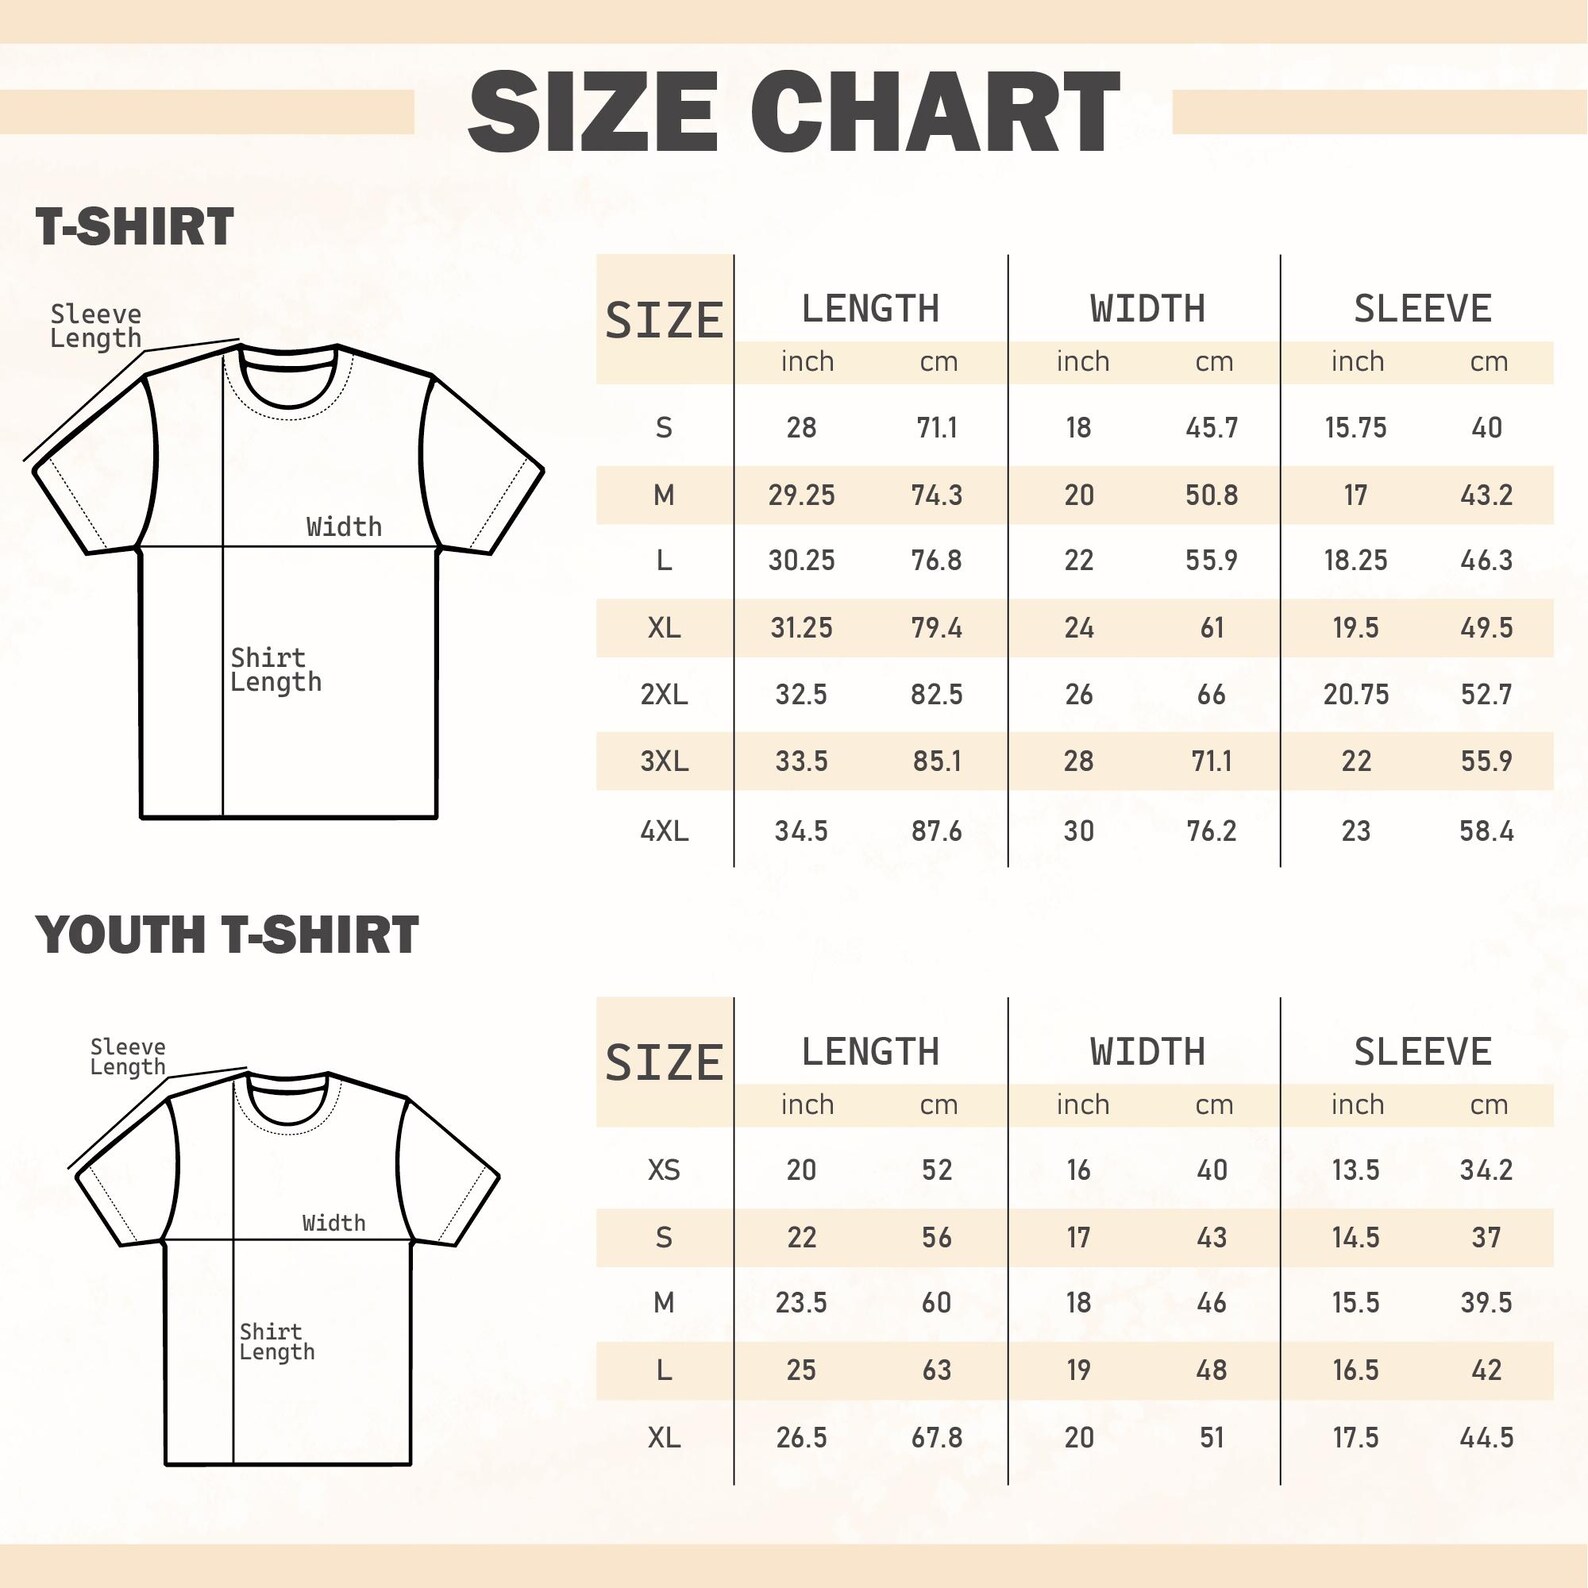 SIZE CHART
T-SHIRT
Sleeve
Length
Width
Shirt
Length
SIZE LENGTH WIDTH SLEEVE
inch cm inch cm inch cm
S 28 71.1 18 45.7 15.75 40
M 29.25 74.3 20 50.8 17 43.2
L 30.25 76.8 22 55.9 18.25 46.3
XL 31.25 79.4 24 61 19.5 49.5
2XL 32.5 82.5 26 66 20.75 52.7
3XL 33.5 85.1 28 71.1 22 55.9
4XL 34.5 87.6 30 76.2 23 58.4
YOUTH T-SHIRT
Sleeve
Length
Width
Shirt
Length
SIZE LENGTH WIDTH SLEEVE
inch cm inch cm inch cm
XS 20 52 16 40 13.5 34.2
S 22 56 17 43 14.5 37
M 23.5 60 18 46 15.5 39.5
L 25 63 19 48 16.5 42
XL 26.5 67.8 20 51 17.5 44.5